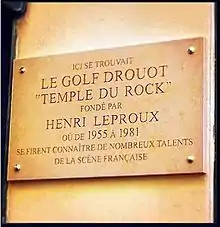 ICI SE TROUVAIT
LE GOLF DROUOT
"TEMPLE DU ROCK"
FONDÉ PAR
HENRI LEPROUX
OÙ DE 1955 À 1981
SE FIRENT CONNAÎTRE DE NOMBREUX TALENTS
DE LA SCÈNE FRANÇAISE